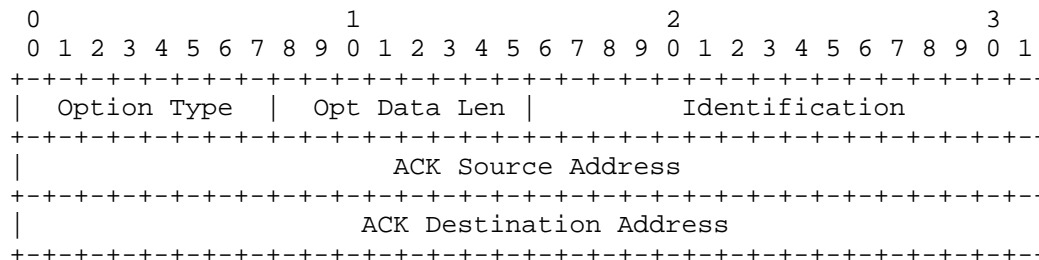 0                   1                   2                   3
 0 1 2 3 4 5 6 7 8 9 0 1 2 3 4 5 6 7 8 9 0 1 2 3 4 5 6 7 8 9 0 1
+-+-+-+-+-+-+-+-+-+-+-+-+-+-+-+-+-+-+-+-+-+-+-+-+-+-+-+-+-+-+-+-
|  Option Type  |  Opt Data Len |         Identification
+-+-+-+-+-+-+-+-+-+-+-+-+-+-+-+-+-+-+-+-+-+-+-+-+-+-+-+-+-+-+-+-
|                       ACK Source Address
+-+-+-+-+-+-+-+-+-+-+-+-+-+-+-+-+-+-+-+-+-+-+-+-+-+-+-+-+-+-+-+-
|                     ACK Destination Address
+-+-+-+-+-+-+-+-+-+-+-+-+-+-+-+-+-+-+-+-+-+-+-+-+-+-+-+-+-+-+-+-